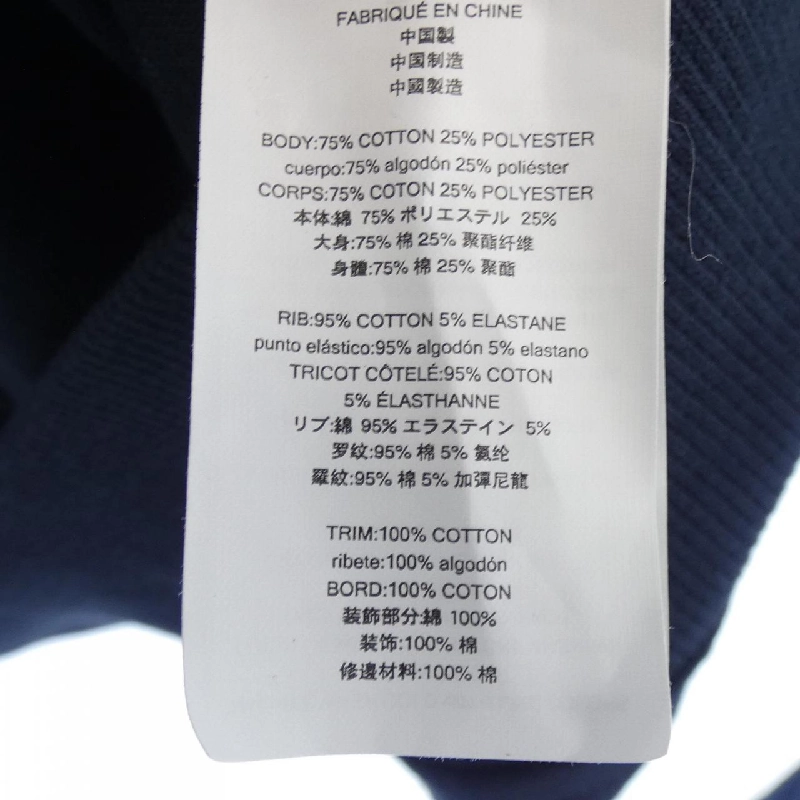 FABRIQUÉ EN CHINE
中国製
中国制造
中國製造
BODY:75% COTTON 25% POLYESTER
cuerpo:75% algodón 25% poliéster
CORPS:75% COTON 25% POLYESTER
本体:綿 75% ポリエステル 25%
大身:75% 棉 25% 聚酯纤维
身體:75% 棉 25% 聚酯
RIB:95% COTTON 5% ELASTANE
punto elástico:95% algodón 5% elastano
TRICOT CÔTELÉ:95% COTON
5% ÉLASTHANNE
リブ:綿 95% エラステイン 5%
罗纹:95% 棉 5% 氨纶
羅紋:95% 棉 5% 加彈尼龍
TRIM:100% COTTON
ribete:100% algodón
BORD:100% COTON
装飾部分:綿 100%
装饰:100% 棉
修邊材料:100% 棉